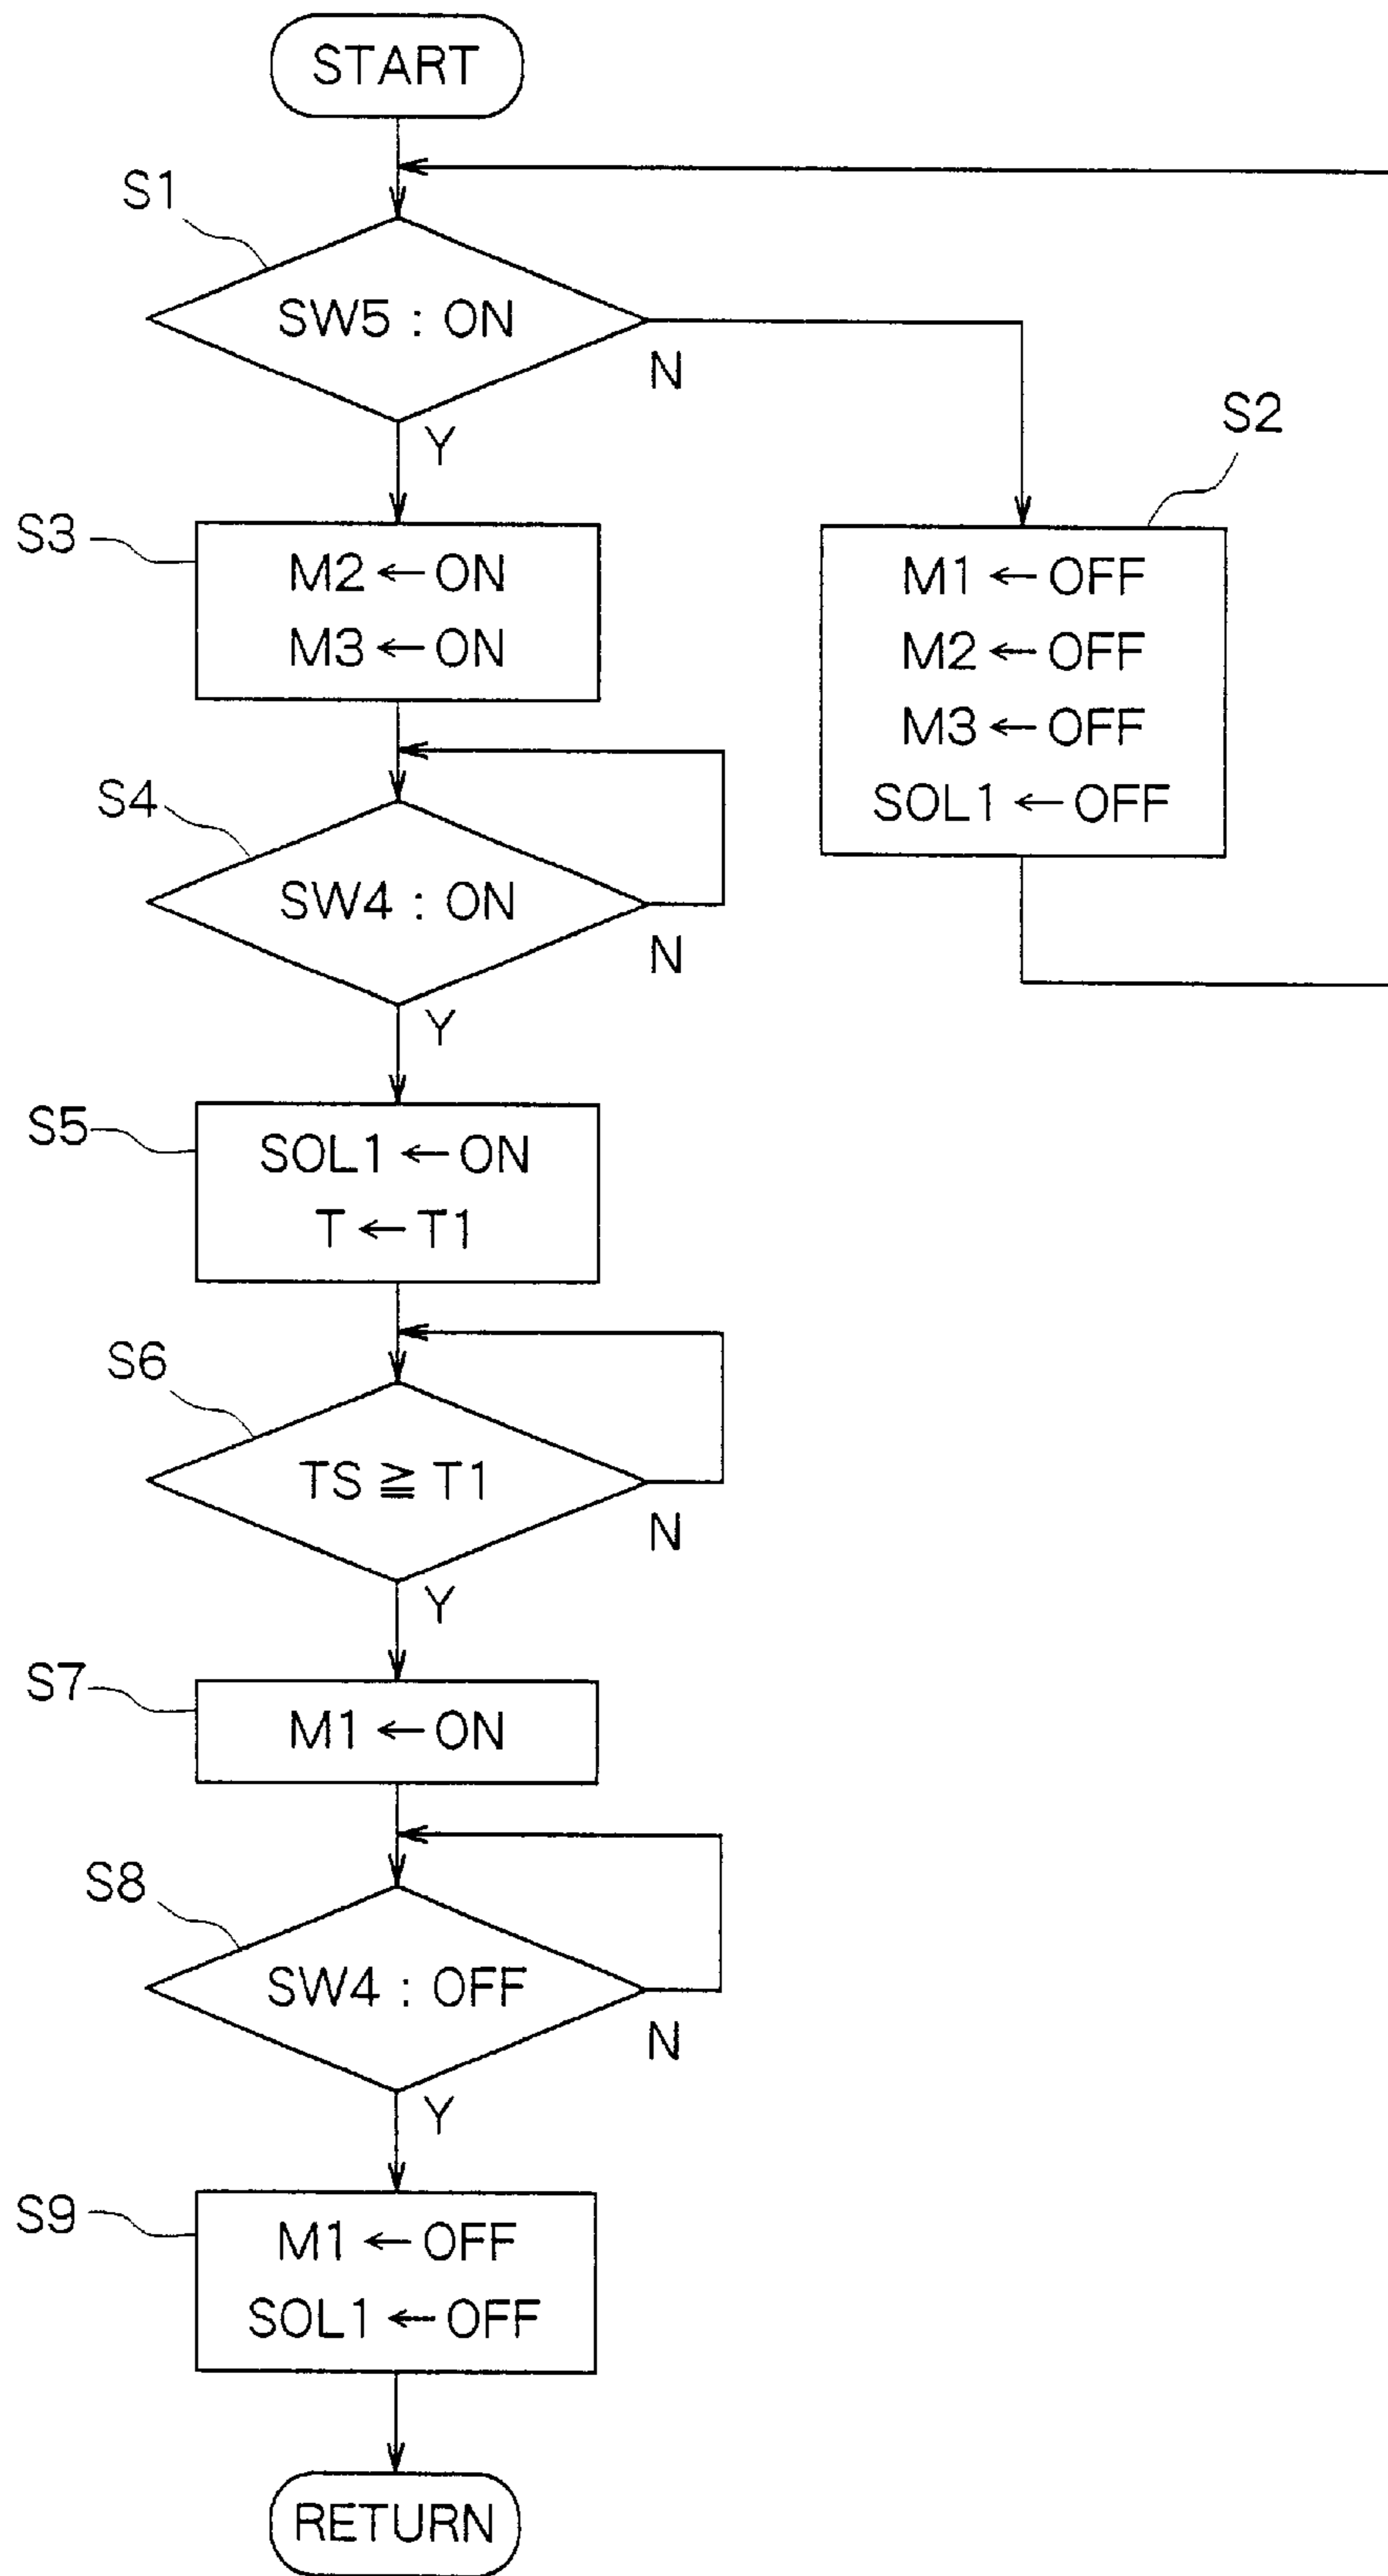 START
S1
SW5 : ON
N
Y
S2
M1 ← OFF
M2 ← OFF
M3 ← OFF
SOL1 ← OFF
S3
M2 ← ON
M3 ← ON
S4
SW4 : ON
N
Y
S5
SOL1 ← ON
T ← T1
S6
TS ≧ T1
N
Y
S7
M1 ← ON
S8
SW4 : OFF
N
Y
S9
M1 ← OFF
SOL1 ← OFF
RETURN